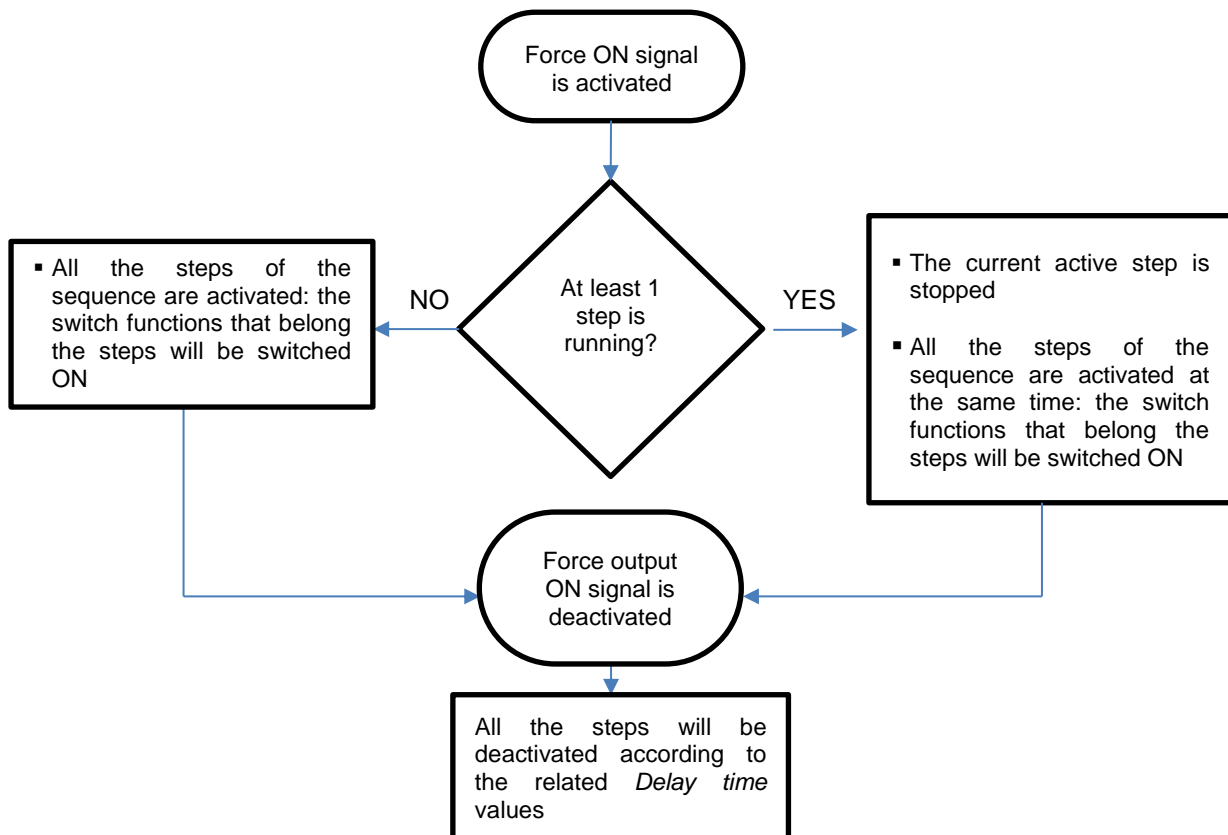 Force ON signal
is activated
▪ All the steps of the
sequence are activated: the
switch functions that belong
the steps will be switched
ON
NO
At least 1
step is
running?
YES
▪ The current active step is
stopped
▪ All the steps of the
sequence are activated at
the same time: the switch
functions that belong the
steps will be switched ON
Force output
ON signal is
deactivated
All the steps will be
deactivated according to
the related Delay time
values